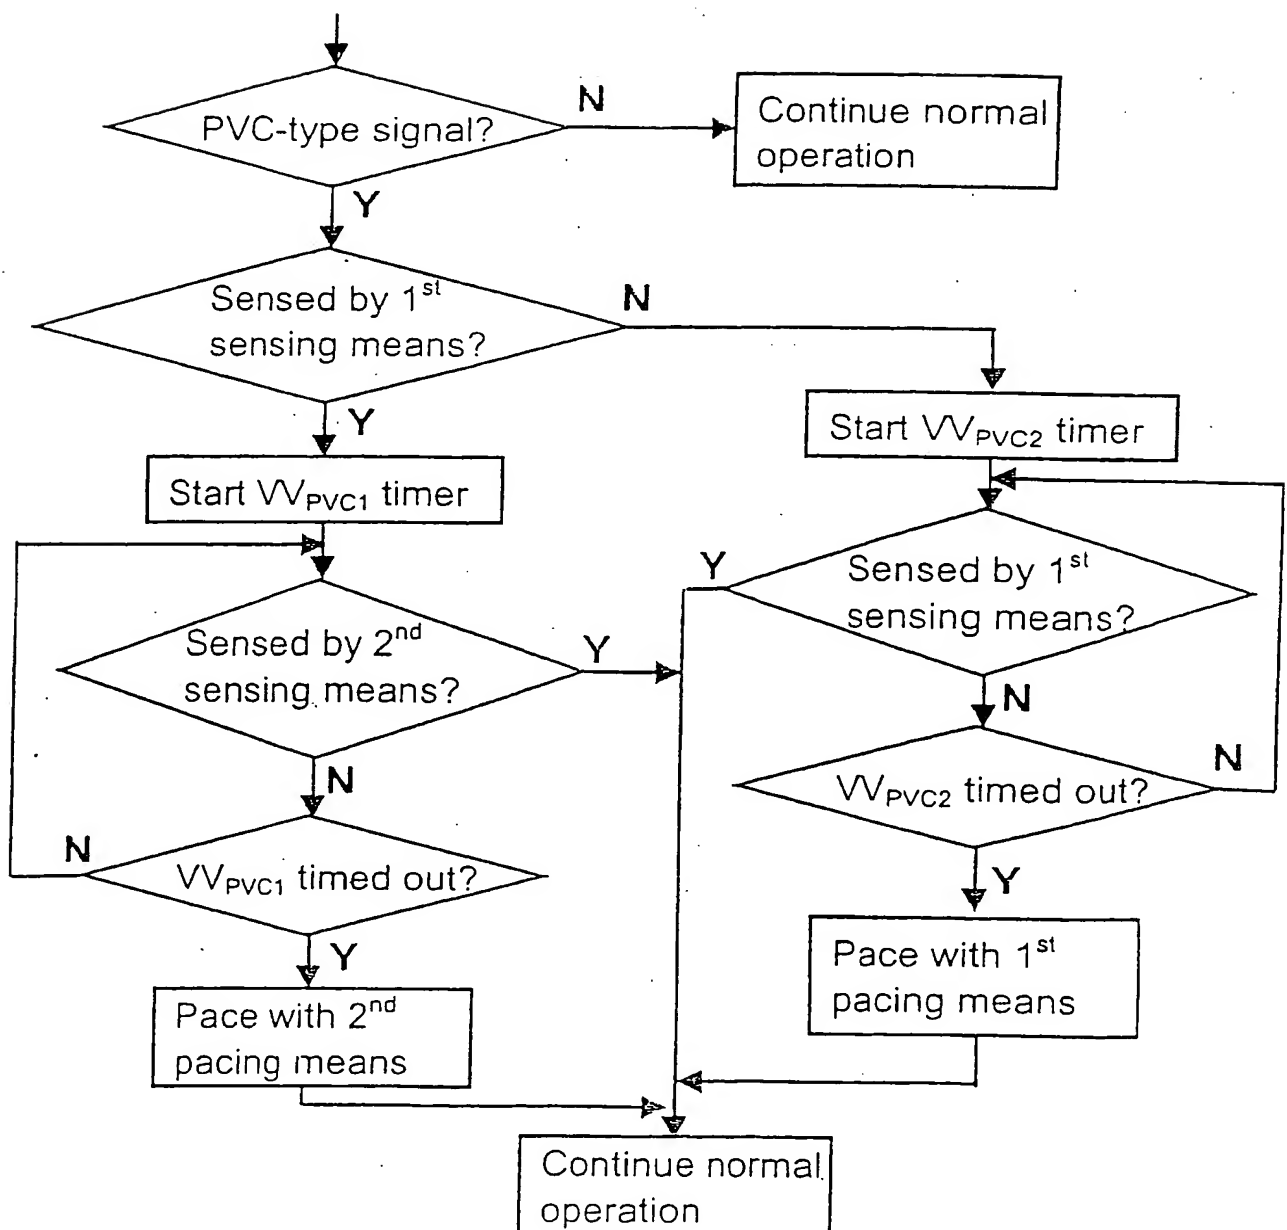 PVC-type signal?
N
Continue normal
operation
Y
Sensed by 1st
sensing means?
N
Y
Start VVPVC2 timer
Start VVPVC1 timer
Sensed by 1st
sensing means?
Y
Sensed by 2nd
sensing means?
Y
N
N
VVPVC2 timed out?
N
VVPVC1 timed out?
N
Y
Y
Pace with 1st
pacing means
Pace with 2nd
pacing means
Continue normal
operation